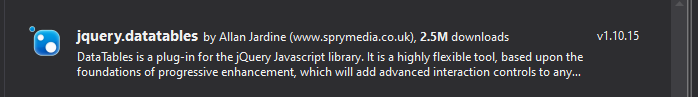 jquery.datatables by Allan Jardine (www.sprymedia.co.uk), 2.5M downloads v1.10.15
DataTables is a plug-in for the jQuery Javascript library. It is a highly flexible tool, based upon the
foundations of progressive enhancement, which will add advanced interaction controls to any...